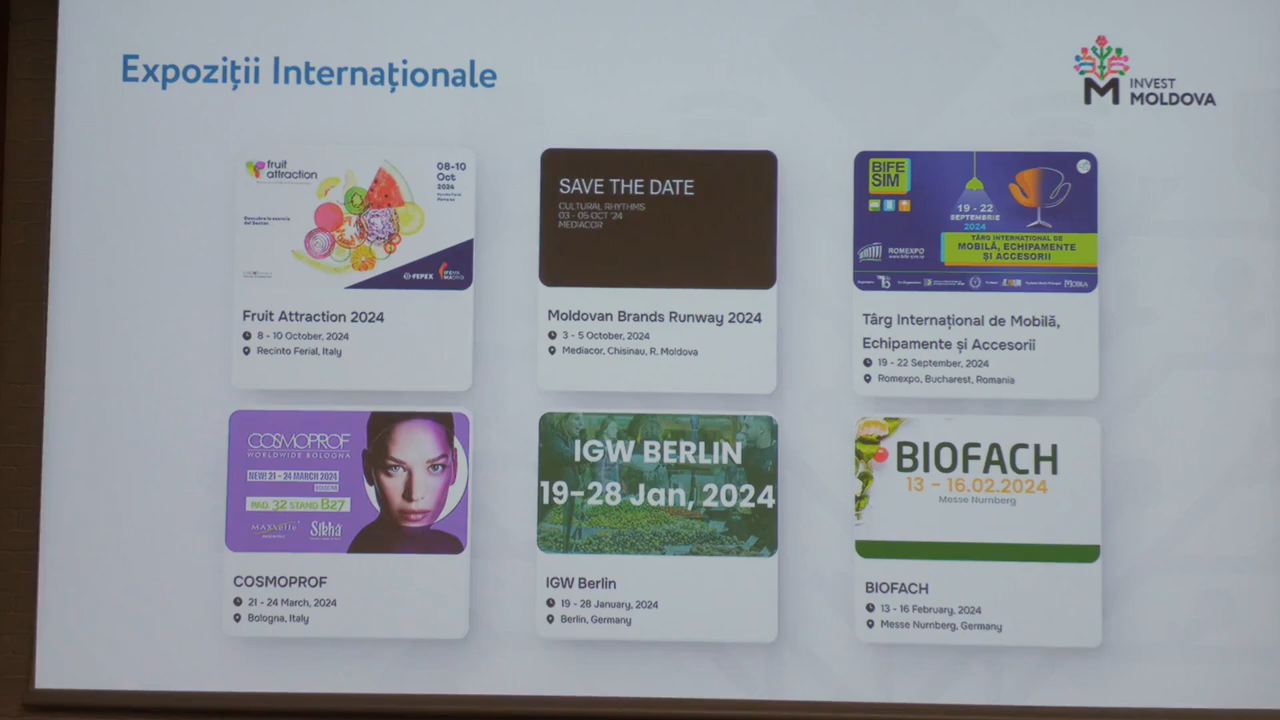 Expoziții Internaționale
INVEST
MOLDOVA
fruit
attraction
08-10
Oct
2024
FEPEX
Fruit Attraction 2024
8 - 10 October, 2024
Recinto Ferial, Italy
SAVE THE DATE
CULTURAL RHYTHMS
03 - 05 OCT '24
MEDIACOR
Moldovan Brands Runway 2024
3 - 5 October, 2024
Mediacor, Chisinau, R. Moldova
BIFE
SIM
19 - 22
SEPTEMBRIE
2024
TÂRG INTERNAȚIONAL DE
MOBILĂ, ECHIPAMENTE
ȘI ACCESORII
ROMEXPO
MOBILA
Târg Internațional de Mobilă,
Echipamente și Accesorii
19 - 22 September, 2024
Romexpo, Bucharest, Romania
COSMOPROF
WORLDWIDE BOLOGNA
NEW! 21 - 24 MARCH 2024
PAD. 32 STAND B27
COSMOPROF
21 - 24 March, 2024
Bologna, Italy
IGW BERLIN
19-28 Jan, 2024
IGW Berlin
19 - 28 January, 2024
Berlin, Germany
BIOFACH
13 - 16.02.2024
Messe Nurnberg
BIOFACH
13 - 16 February, 2024
Messe Nurnberg, Germany